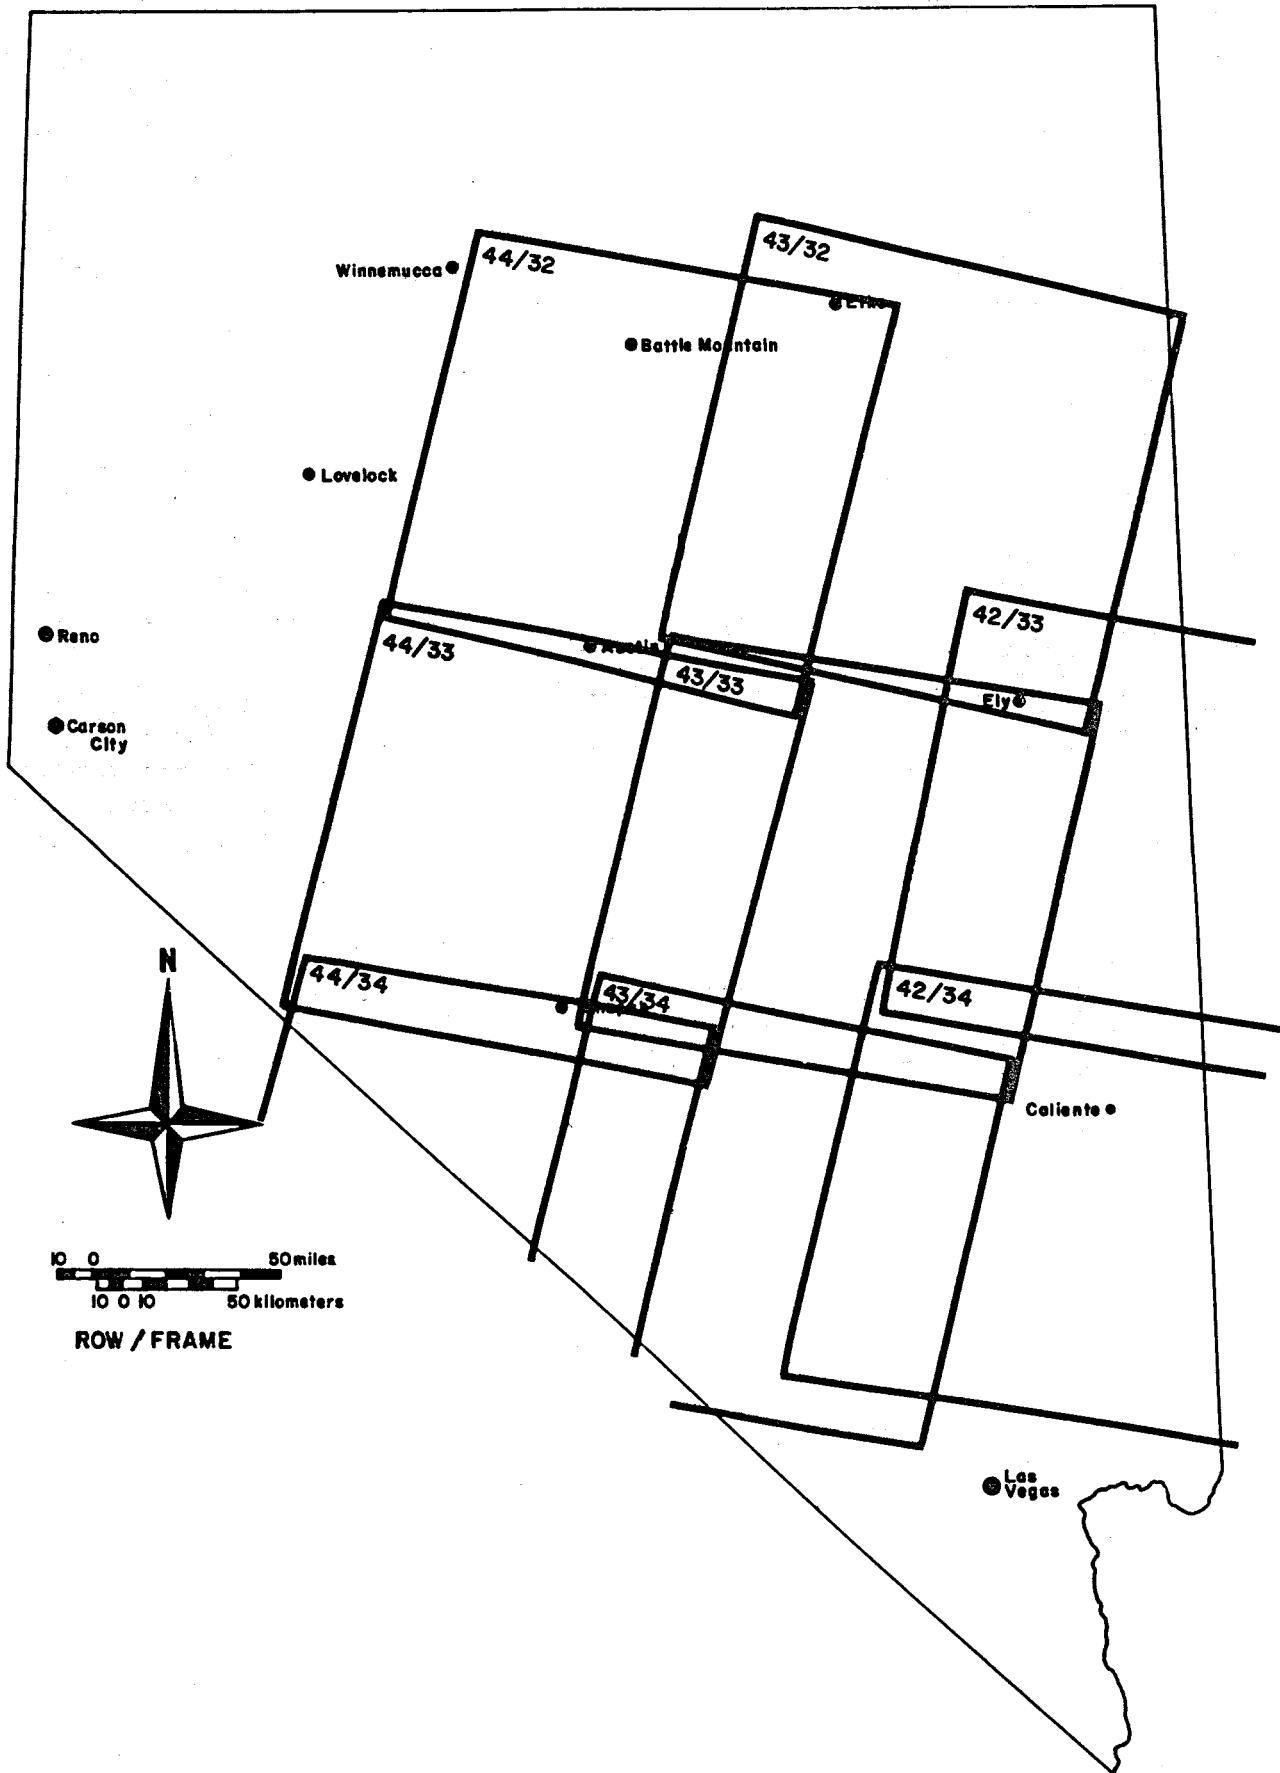 43/32
44/32
Winnemucca
Battle Mountain
Lovelock
42/33
Reno
44/33
43/33
Ely
Carson
City
N
44/34
43/34
42/34
Caliente
10 0 50 miles
10 0 10 50 kilometers
ROW / FRAME
Las
Vegas